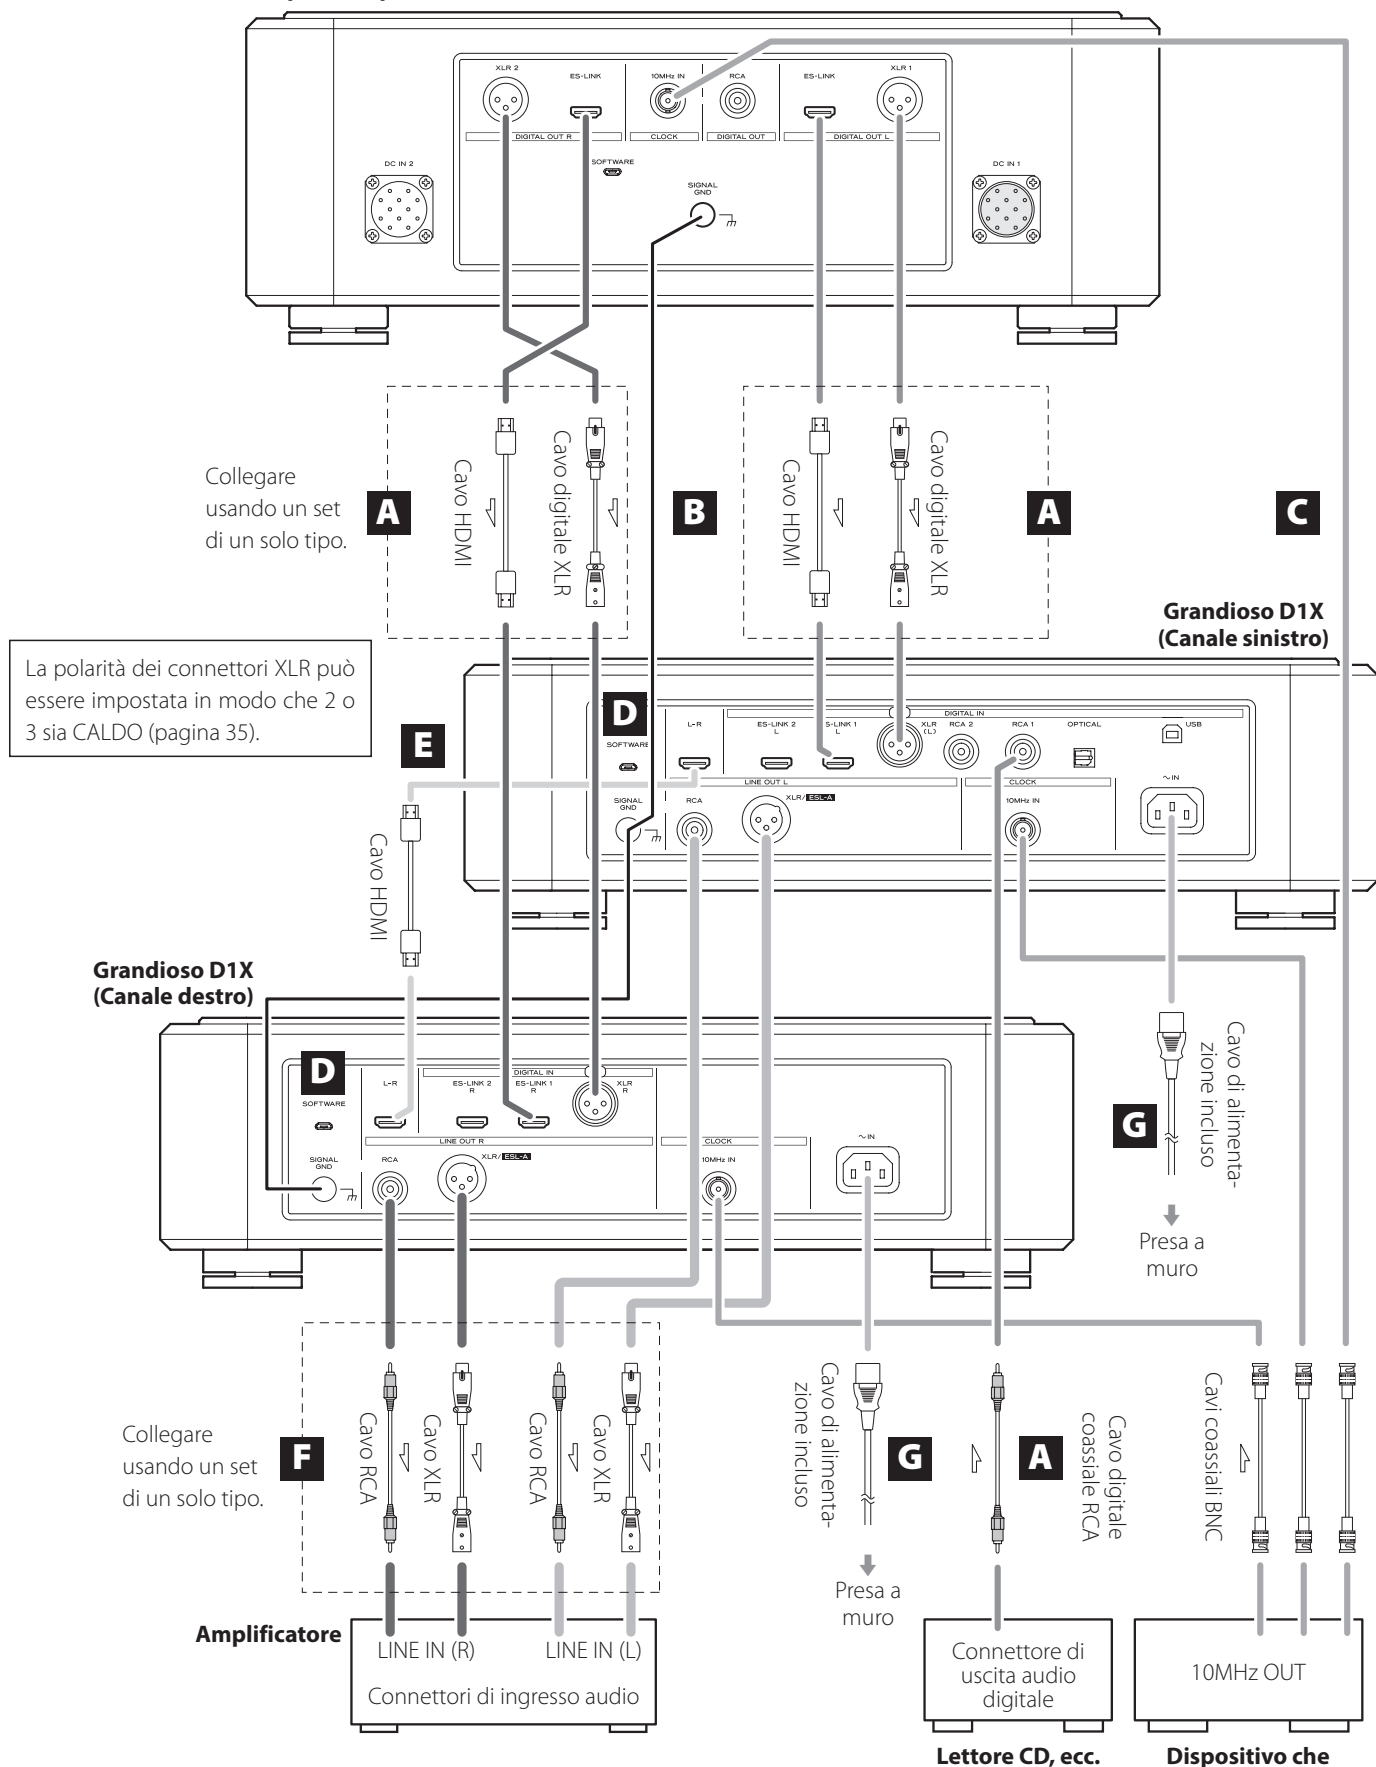 XLR 2
ES-LINK
10MHz IN
RCA
ES-LINK
XLR 1
DIGITAL OUT R
CLOCK
DIGITAL OUT
DIGITAL OUT L
DC IN 2
SOFTWARE
DC IN 1
SIGNAL
GND
Collegare
usando un set
di un solo tipo.
A
Cavo HDMI
Cavo digitale XLR
B
Cavo HDMI
Cavo digitale XLR
A
C
Grandioso D1X
(Canale sinistro)
La polarità dei connettori XLR può
essere impostata in modo che 2 o
3 sia CALDO (pagina 35).
E
D
SOFTWARE
L-R
DIGITAL IN
ES-LINK 2
L
S-LINK 1
L
XLR
(L)
RCA 2
RCA 1
OPTICAL
USB
LINE OUT L
CLOCK
~IN
SIGNAL
GND
RCA
XLR/ESL-A
10MHz IN
Cavo HDMI
Grandioso D1X
(Canale destro)
D
SOFTWARE
L-R
DIGITAL IN
ES-LINK 2
R
ES-LINK 1
R
XLR
R
LINE OUT R
CLOCK
~IN
SIGNAL
GND
RCA
XLR/ESL-A
10MHz IN
G
Cavo di alimenta-
zione incluso
Presa a
muro
Collegare
usando un set
di un solo tipo.
F
Cavo RCA
Cavo XLR
Cavo RCA
Cavo XLR
Cavo di alimenta-
zione incluso
G
Presa a
muro
A
Cavo digitale
coassiale RCA
Cavi coassiali BNC
Amplificatore
LINE IN (R)
LINE IN (L)
Connettori di ingresso audio
Connettore di
uscita audio
digitale
10MHz OUT
Lettore CD, ecc.
Dispositivo che